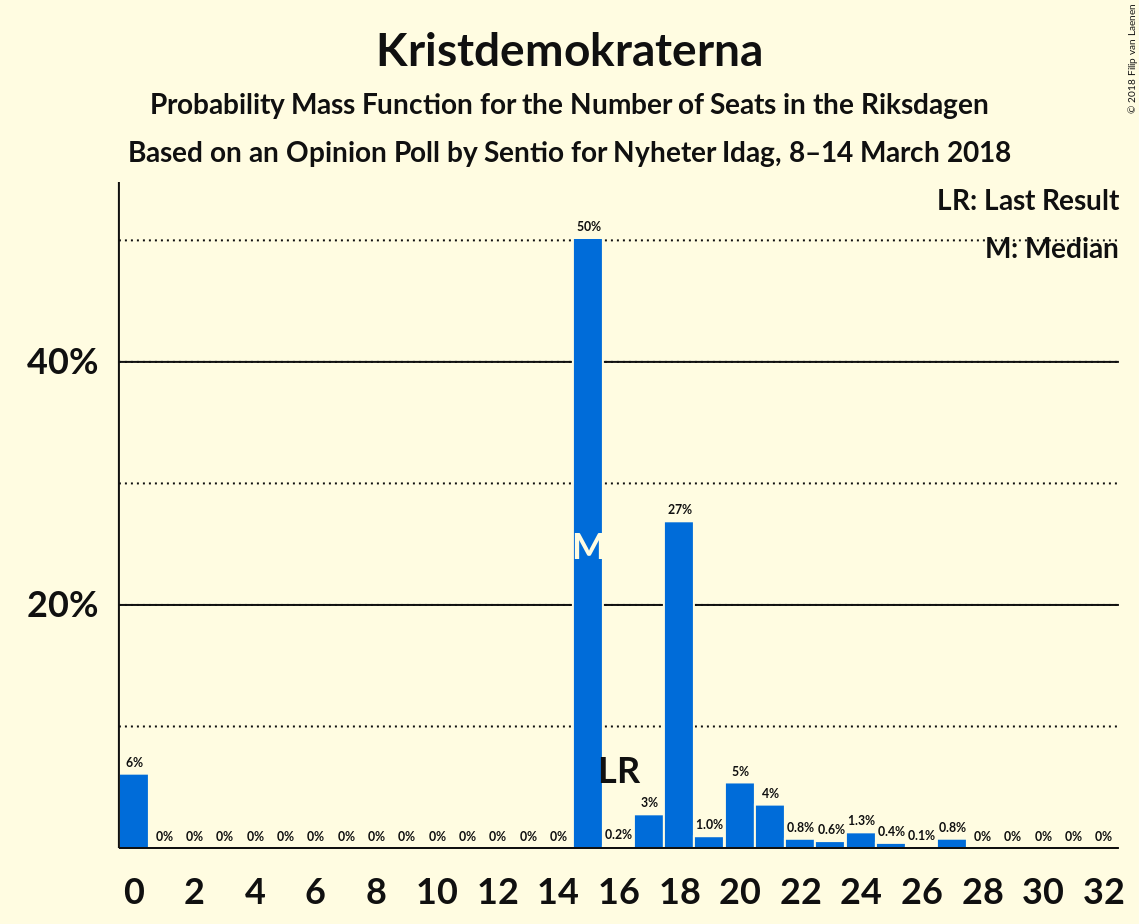 Kristdemokraterna
Probability Mass Function for the Number of Seats in the Riksdagen
Based on an Opinion Poll by Sentio for Nyheter Idag, 8–14 March 2018
© 2018 Filip van Laenen
LR: Last Result
M: Median
50%
40%
27%
M
20%
6%
0% 0% 0% 0% 0% 0% 0% 0% 0% 0% 0% 0% 0% 0%
LR
0.2%
3%
1.0%
5%
4%
0.8%
0.6%
1.3%
0.4%
0.1%
0.8%
0% 0% 0% 0% 0%
0 2 4 6 8 10 12 14 16 18 20 22 24 26 28 30 32